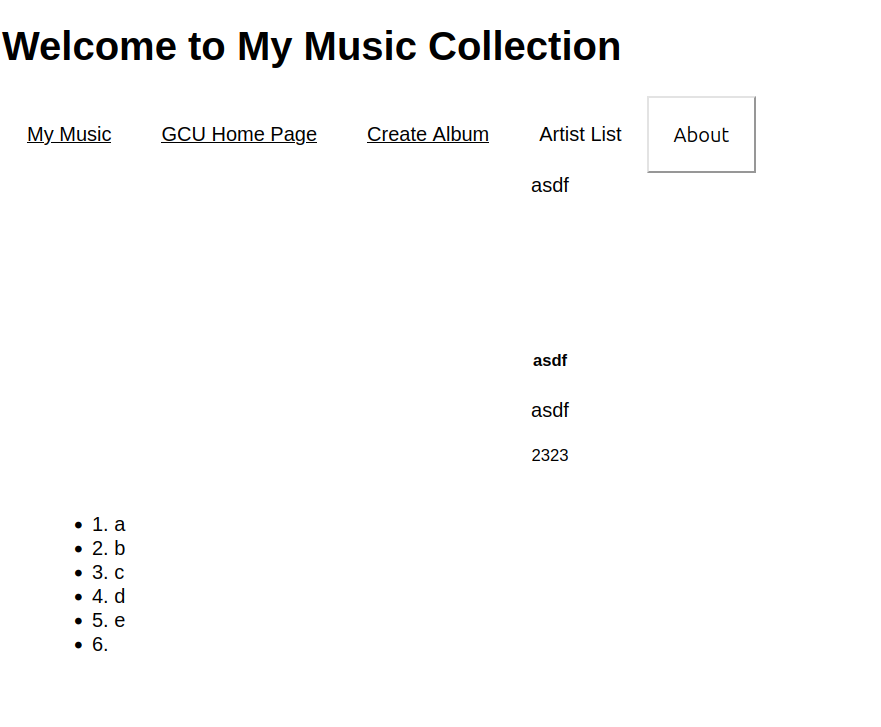 Welcome to My Music Collection
My Music GCU Home Page Create Album Artist List About
asdf
asdf
asdf
2323
• 1. a
• 2. b
• 3. c
• 4. d
• 5. e
• 6.